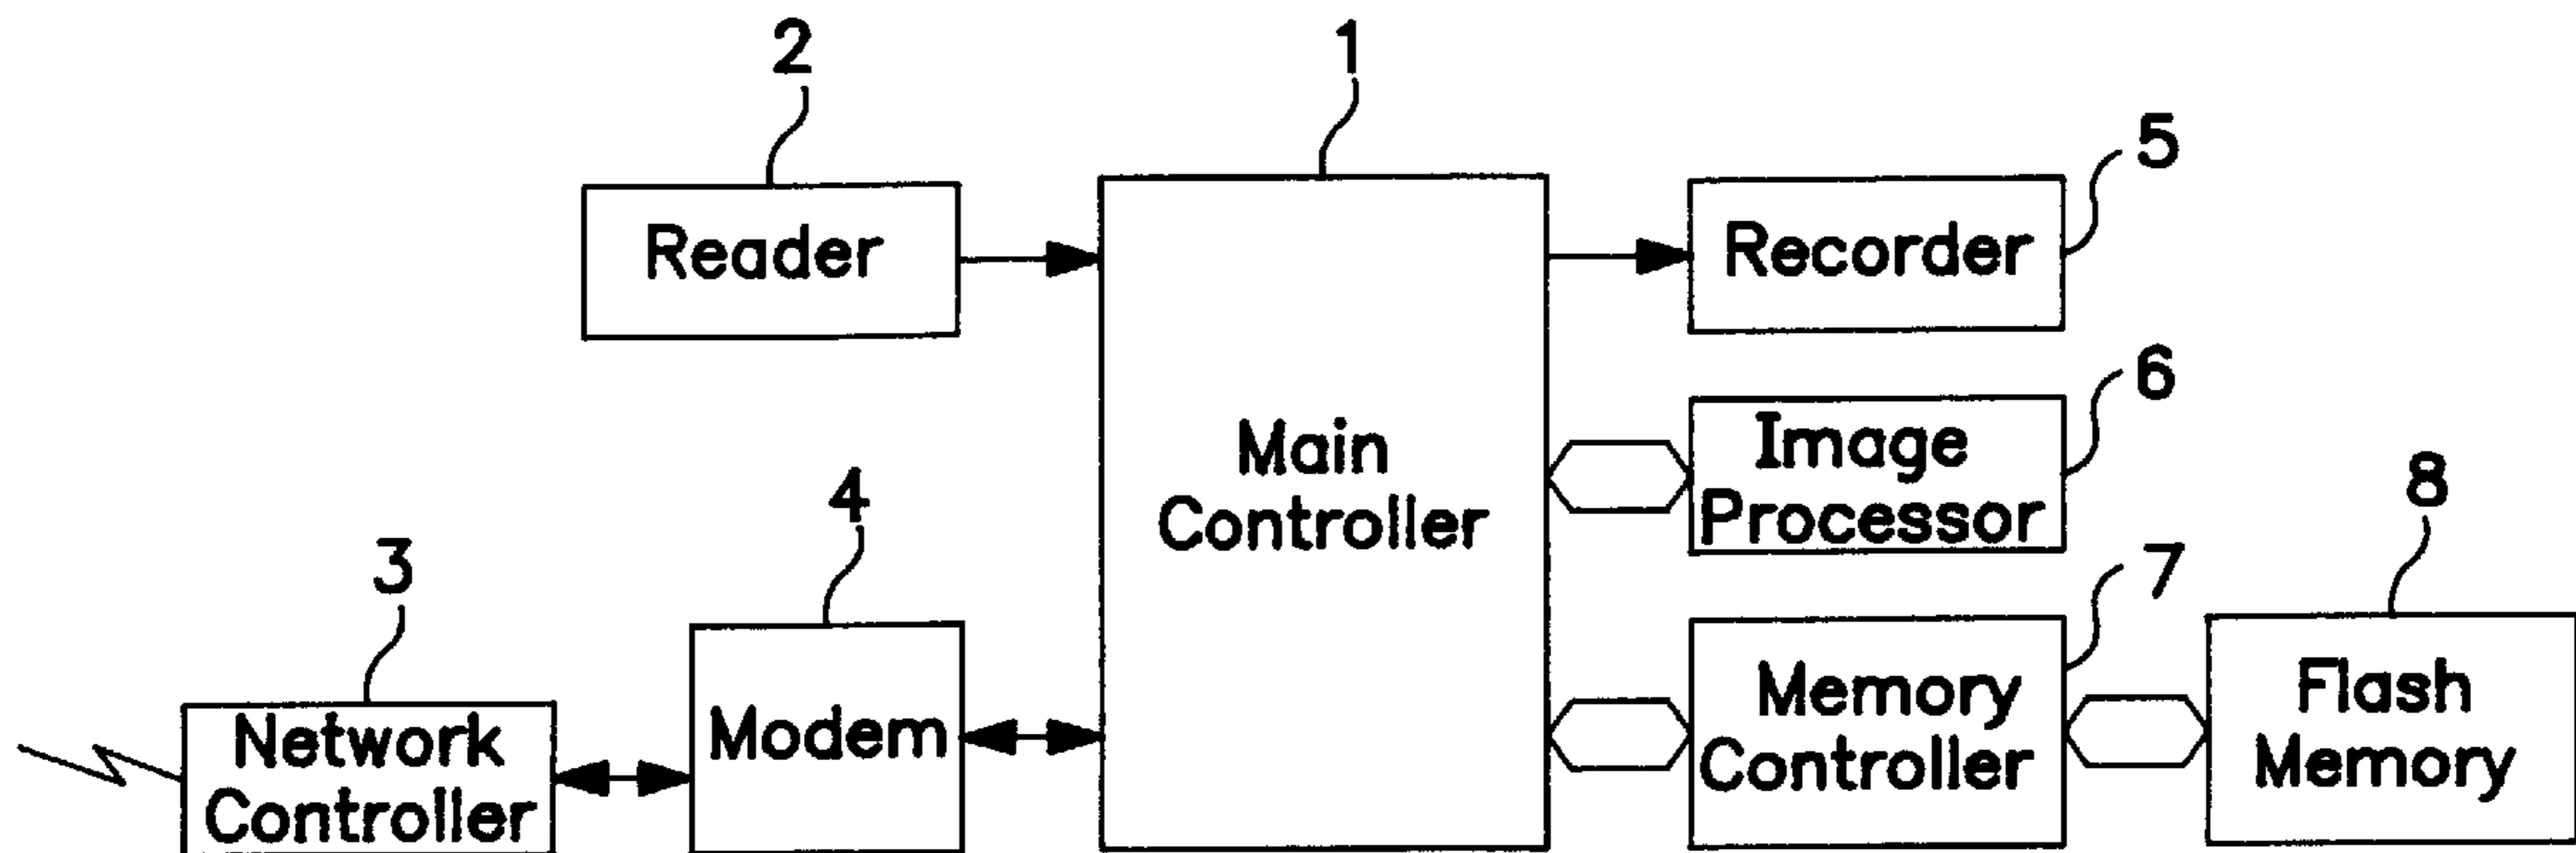 2
1
5
Reader
Recorder
6
Main
Controller
Image
Processor
8
4
3
7
Network
Controller
Modem
Memory
Controller
Flash
Memory